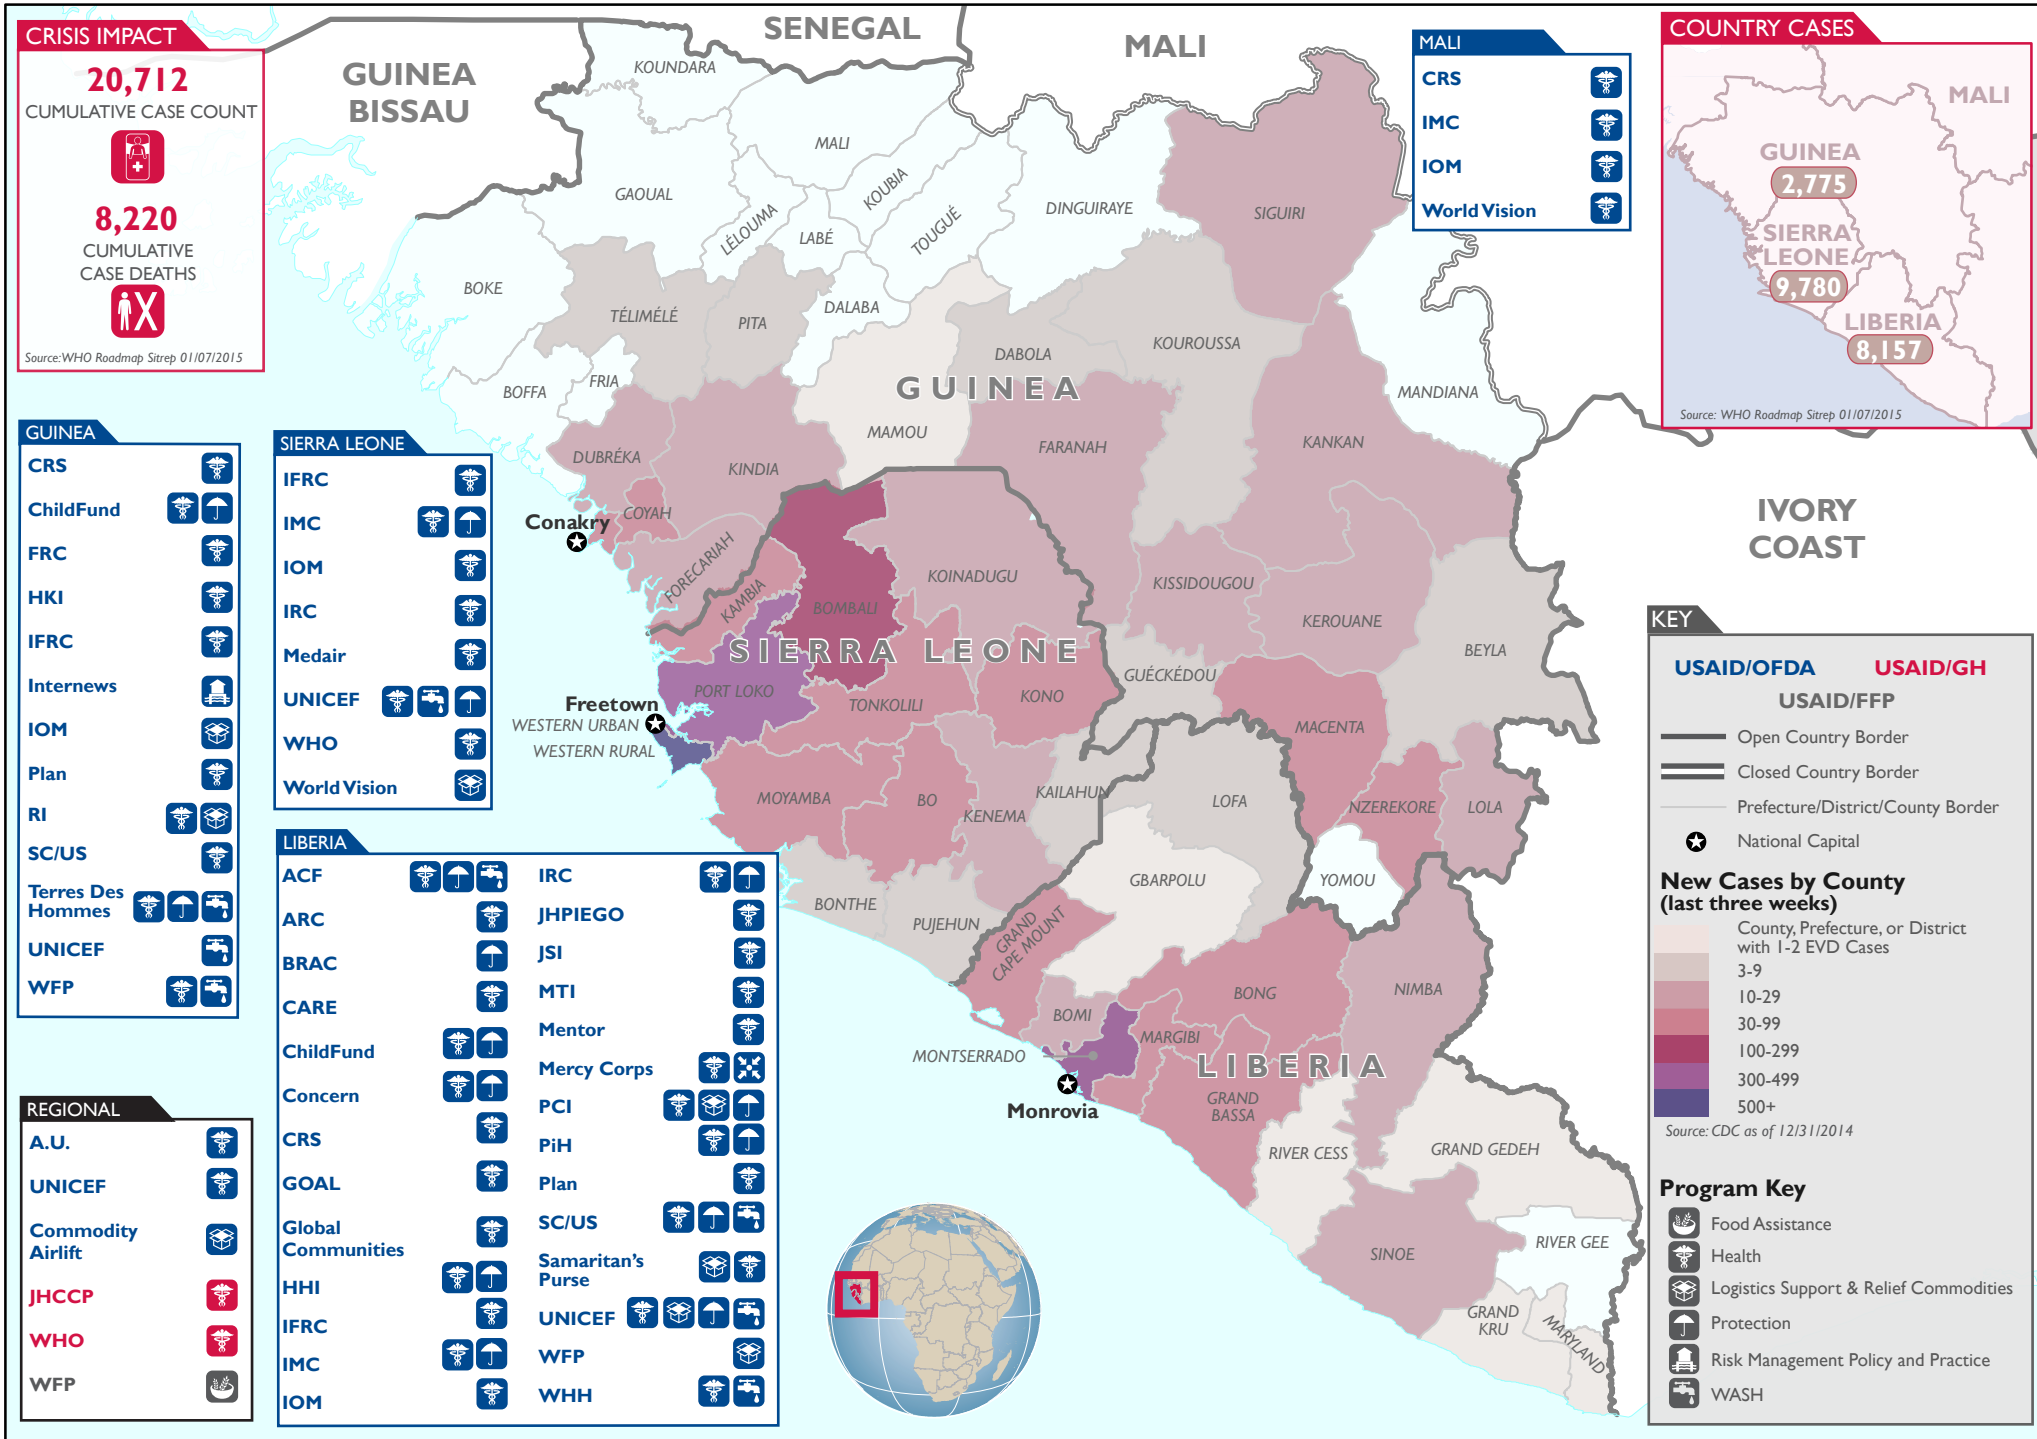 CRISIS IMPACT
20,712
CUMULATIVE CASE COUNT
8,220
CUMULATIVE
CASE DEATHS
Source: WHO Roadmap Sitrep 01/07/2015
GUINEA
BISSAU
SENEGAL
MALI
MALI
CRS
IMC
IOM
World Vision
COUNTRY CASES
MALI
GUINEA
2,775
SIERRA
LEONE
9,780
LIBERIA
8,157
Source: WHO Roadmap Sitrep 01/07/2015
KOUNDARA
MALI
GAOUAL
KOUBIA
LÉLOUMA
LABÉ
TOUGUÉ
DINGUIRAYE
SIGUIRI
BOKE
TÉLIMÉLÉ
PITA
DALABA
DABOLA
KOUROUSSA
BOFFA
FRIA
GUINEA
MANDIANA
MAMOU
FARANAH
KANKAN
DUBRÉKA
KINDIA
COYAH
Conakry
FORECARIAH
KISSIDOUGOU
KEROUANE
BEYLA
GUÉCKÉDOU
MACENTA
NZEREKORE
LOLA
YOMOU
IVORY
COAST
KAMBIA
BOMBALI
KOINADUGU
SIERRA LEONE
PORT LOKO
TONKOLILI
KONO
Freetown
WESTERN URBAN
WESTERN RURAL
MOYAMBA
BO
KENEMA
KAILAHUN
BONTHE
PUJEHUN
LOFA
GBARPOLU
GRAND
CAPE MOUNT
BOMI
BONG
NIMBA
MARGIBI
MONTSERRADO
LIBERIA
Monrovia
GRAND
BASSA
RIVER CESS
GRAND GEDEH
SINOE
RIVER GEE
GRAND
KRU
MARYLAND
GUINEA
CRS
ChildFund
FRC
HKI
IFRC
Internews
IOM
Plan
RI
SC/US
Terres Des
Hommes
UNICEF
WFP
SIERRA LEONE
IFRC
IMC
IOM
IRC
Medair
UNICEF
WHO
World Vision
LIBERIA
ACF
ARC
BRAC
CARE
ChildFund
Concern
CRS
GOAL
Global
Communities
HHI
IFRC
IMC
IOM
IRC
JHPIEGO
JSI
MTI
Mentor
Mercy Corps
PCI
PiH
Plan
SC/US
Samaritan's
Purse
UNICEF
WFP
WHH
REGIONAL
A.U.
UNICEF
Commodity
Airlift
JHCCP
WHO
WFP
KEY
USAID/OFDA USAID/GH
USAID/FFP
Open Country Border
Closed Country Border
Prefecture/District/County Border
National Capital
New Cases by County
(last three weeks)
County, Prefecture, or District
with 1-2 EVD Cases
3-9
10-29
30-99
100-299
300-499
500+
Source: CDC as of 12/31/2014
Program Key
Food Assistance
Health
Logistics Support & Relief Commodities
Protection
Risk Management Policy and Practice
WASH